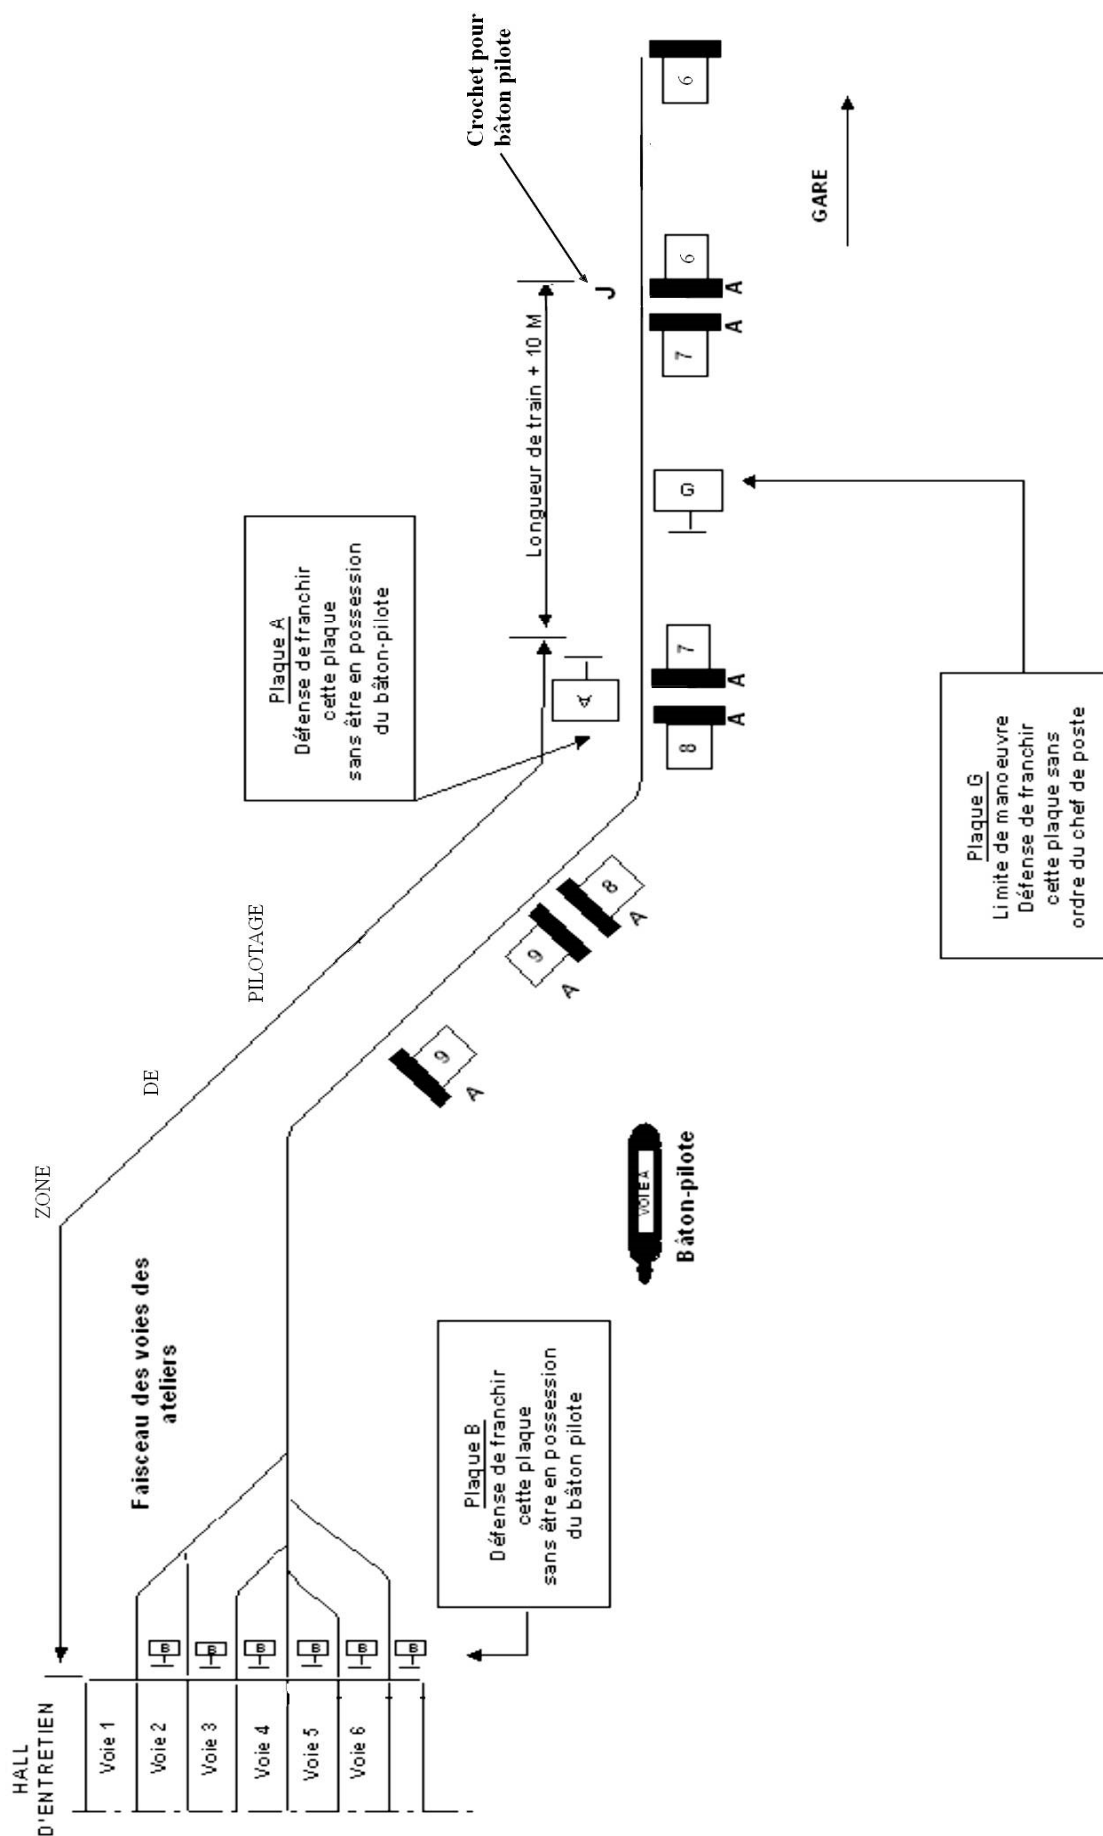 HALL
D'ENTRETIEN
ZONE
DE
PILOTAGE
Faisceau des voies des
ateliers
Voie 1
Voie 2
Voie 3
Voie 4
Voie 5
Voie 6
B
B
B
B
B
B
Plaque A
Défense de franchir
cette plaque
sans être en possession
du bâton-pilote
Longueur de train + 10 M
Crochet pour
bâton pilote
J
A
9
A
9
A
8
A
8
A
7
A
G
7
A
6
A
6
GARE
Plaque B
Défense de franchir
cette plaque
sans être en possession
du bâton pilote
VOIE A
Bâton-pilote
Plaque G
Limite de manoeuvre
Défense de franchir
cette plaque sans
ordre du chef de poste